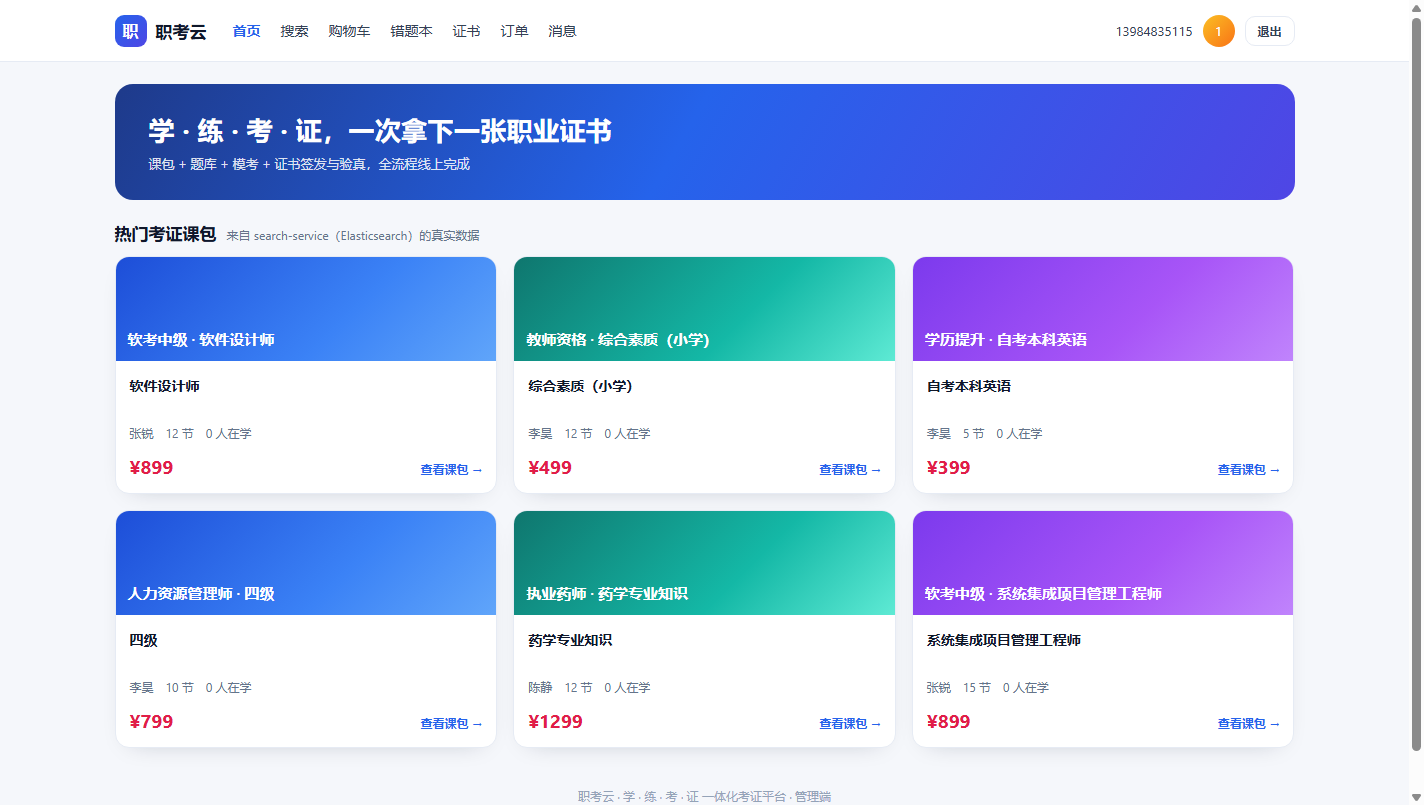 职 职考云 首页 搜索 购物车 错题本 证书 订单 消息 13984835115 1 退出
学 · 练 · 考 · 证，一次拿下一张职业证书
课包 + 题库 + 模考 + 证书签发与验真，全流程线上完成
热门考证课包 来自 search-service（Elasticsearch）的真实数据
软考中级 · 软件设计师
软件设计师
张锐 12 节 0 人在学
¥899 查看课包 →
教师资格 · 综合素质（小学）
综合素质（小学）
李昊 12 节 0 人在学
¥499 查看课包 →
学历提升 · 自考本科英语
自考本科英语
李昊 5 节 0 人在学
¥399 查看课包 →
人力资源管理师 · 四级
四级
李昊 10 节 0 人在学
¥799 查看课包 →
执业药师 · 药学专业知识
药学专业知识
陈静 12 节 0 人在学
¥1299 查看课包 →
软考中级 · 系统集成项目管理工程师
系统集成项目管理工程师
张锐 15 节 0 人在学
¥899 查看课包 →
职考云 · 学 · 练 · 考 · 证 一体化考证平台 · 管理端